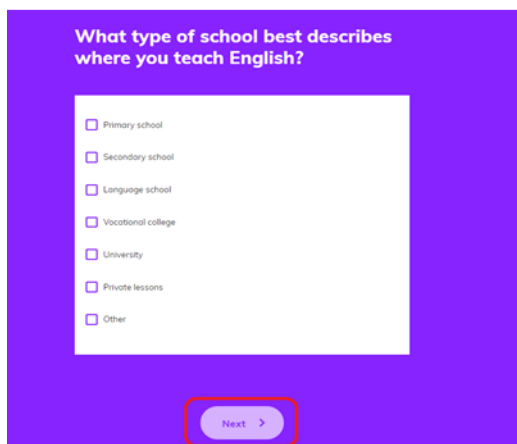 What type of school best describes
where you teach English?
Primary school
Secondary school
Language school
Vocational college
University
Private lessons
Other
Next